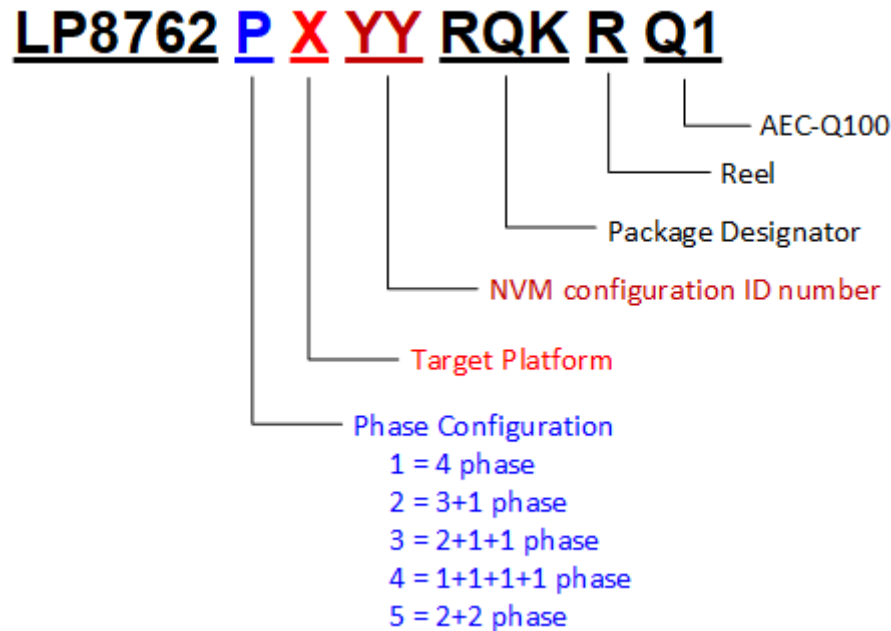 LP8762 P X YY RQK R Q1
AEC-Q100
Reel
Package Designator
NVM configuration ID number
Target Platform
Phase Configuration
1 = 4 phase
2 = 3+1 phase
3 = 2+1+1 phase
4 = 1+1+1+1 phase
5 = 2+2 phase